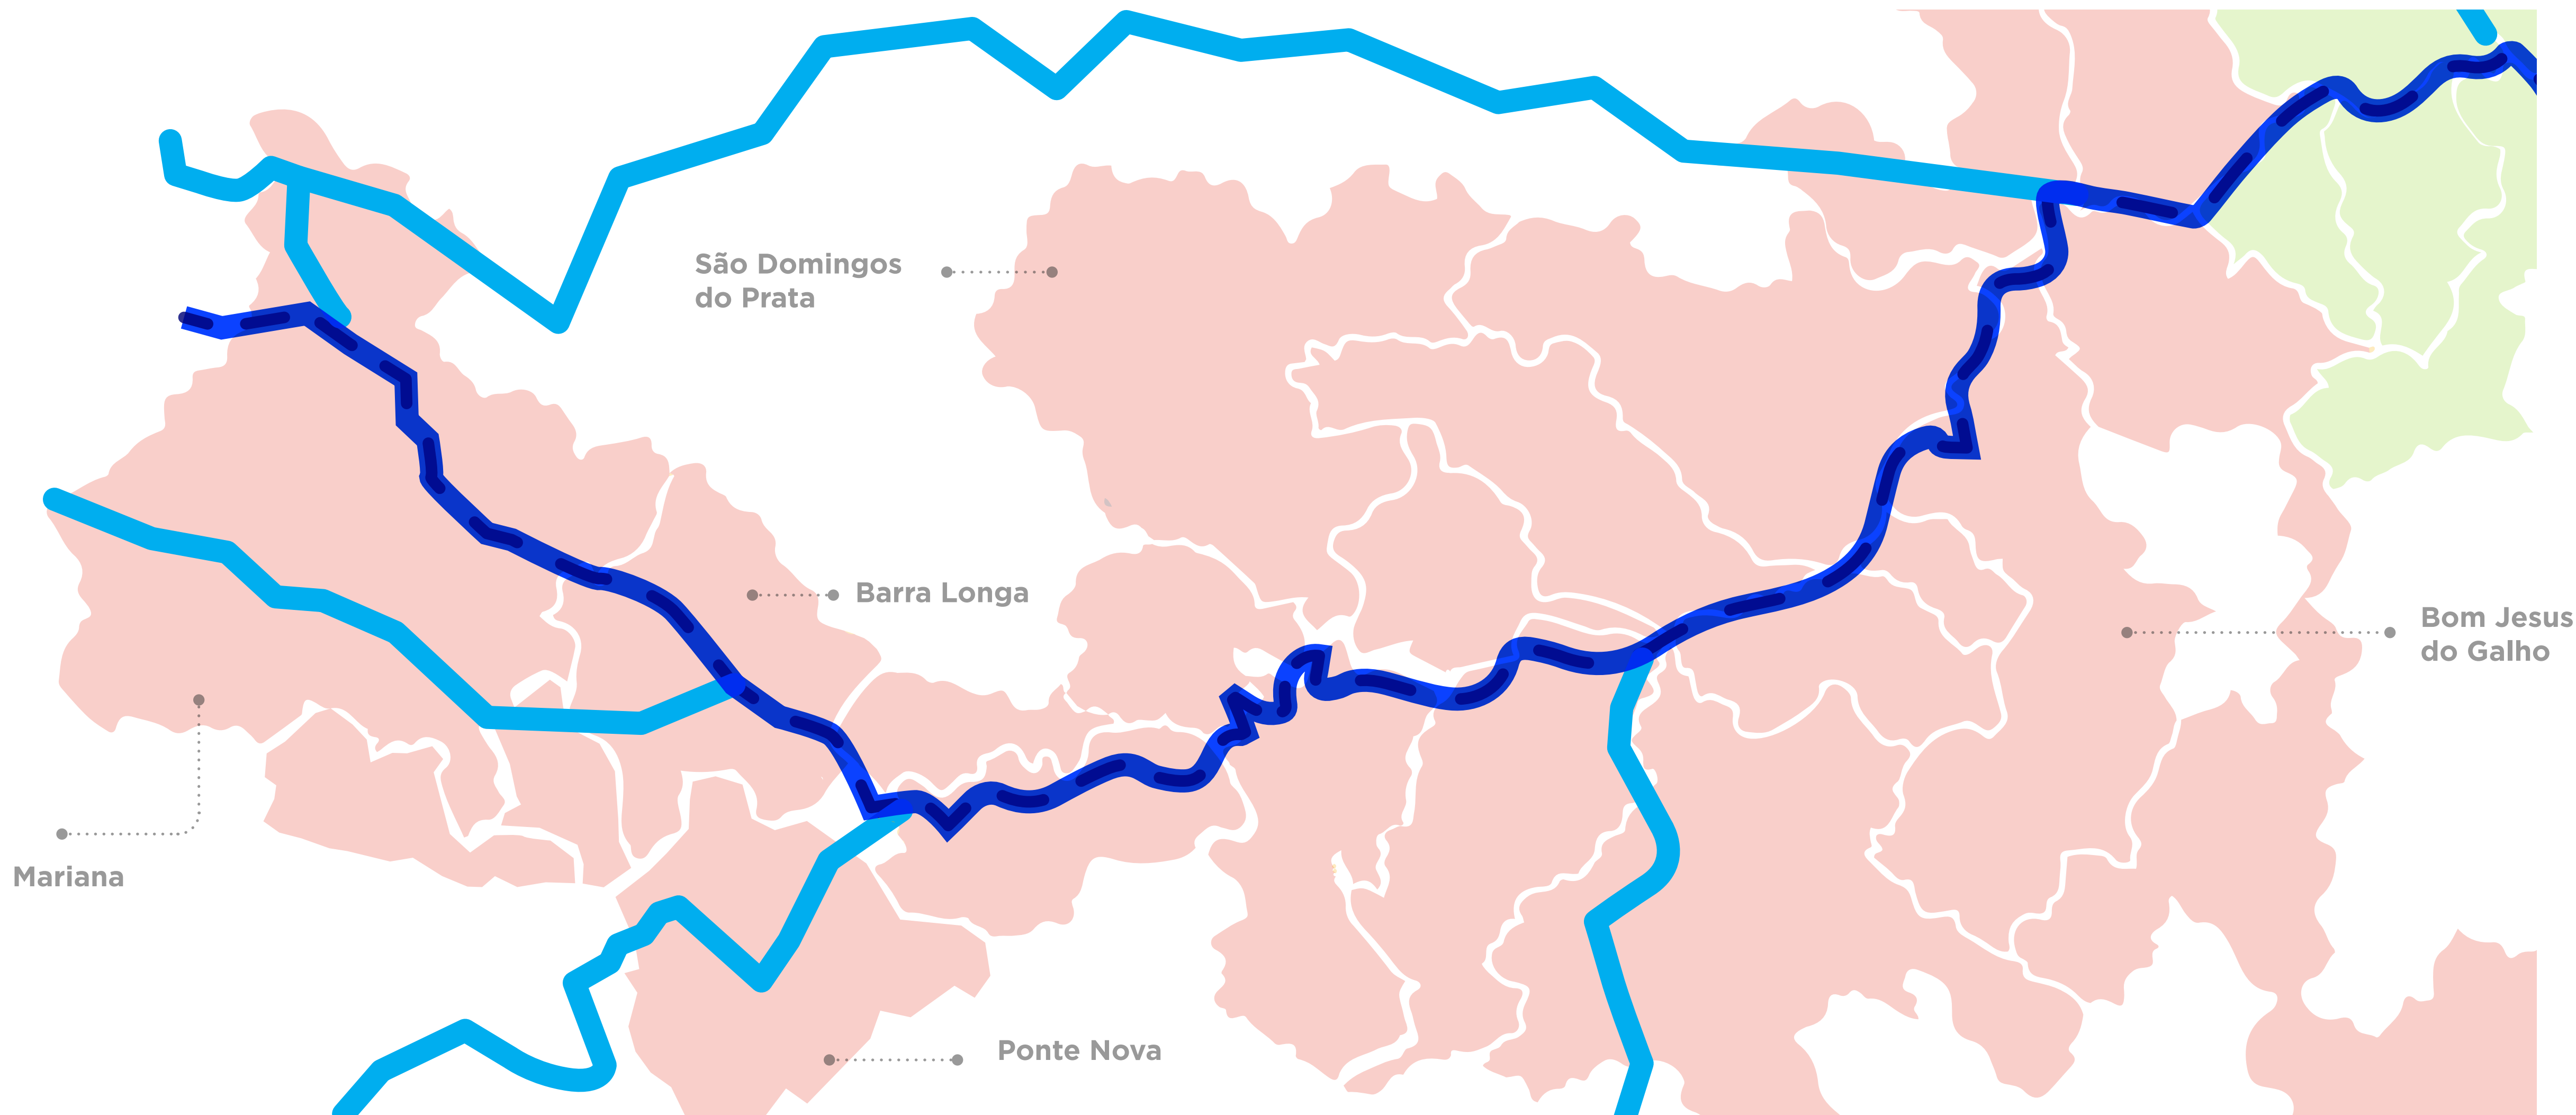 São Domingos
do Prata
Barra Longa
Bom Jesus
do Galho
Mariana
Ponte Nova